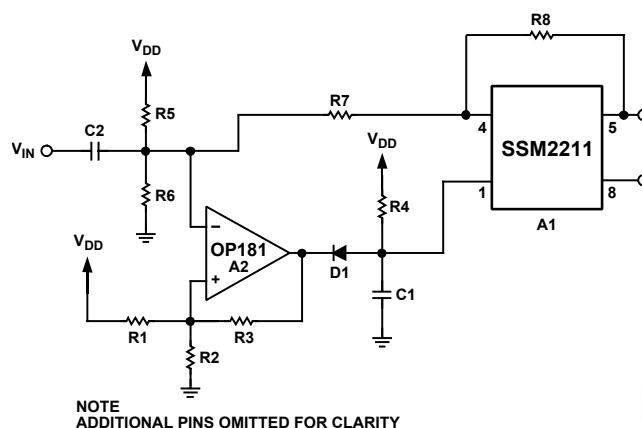 R8
VDD
R5
R7
C2
4
5
VIN
VDD
SSM2211
R6
R4
1
8
A1
VDD
−
OP181
A2
+
D1
C1
R1
R3
R2
NOTE
ADDITIONAL PINS OMITTED FOR CLARITY